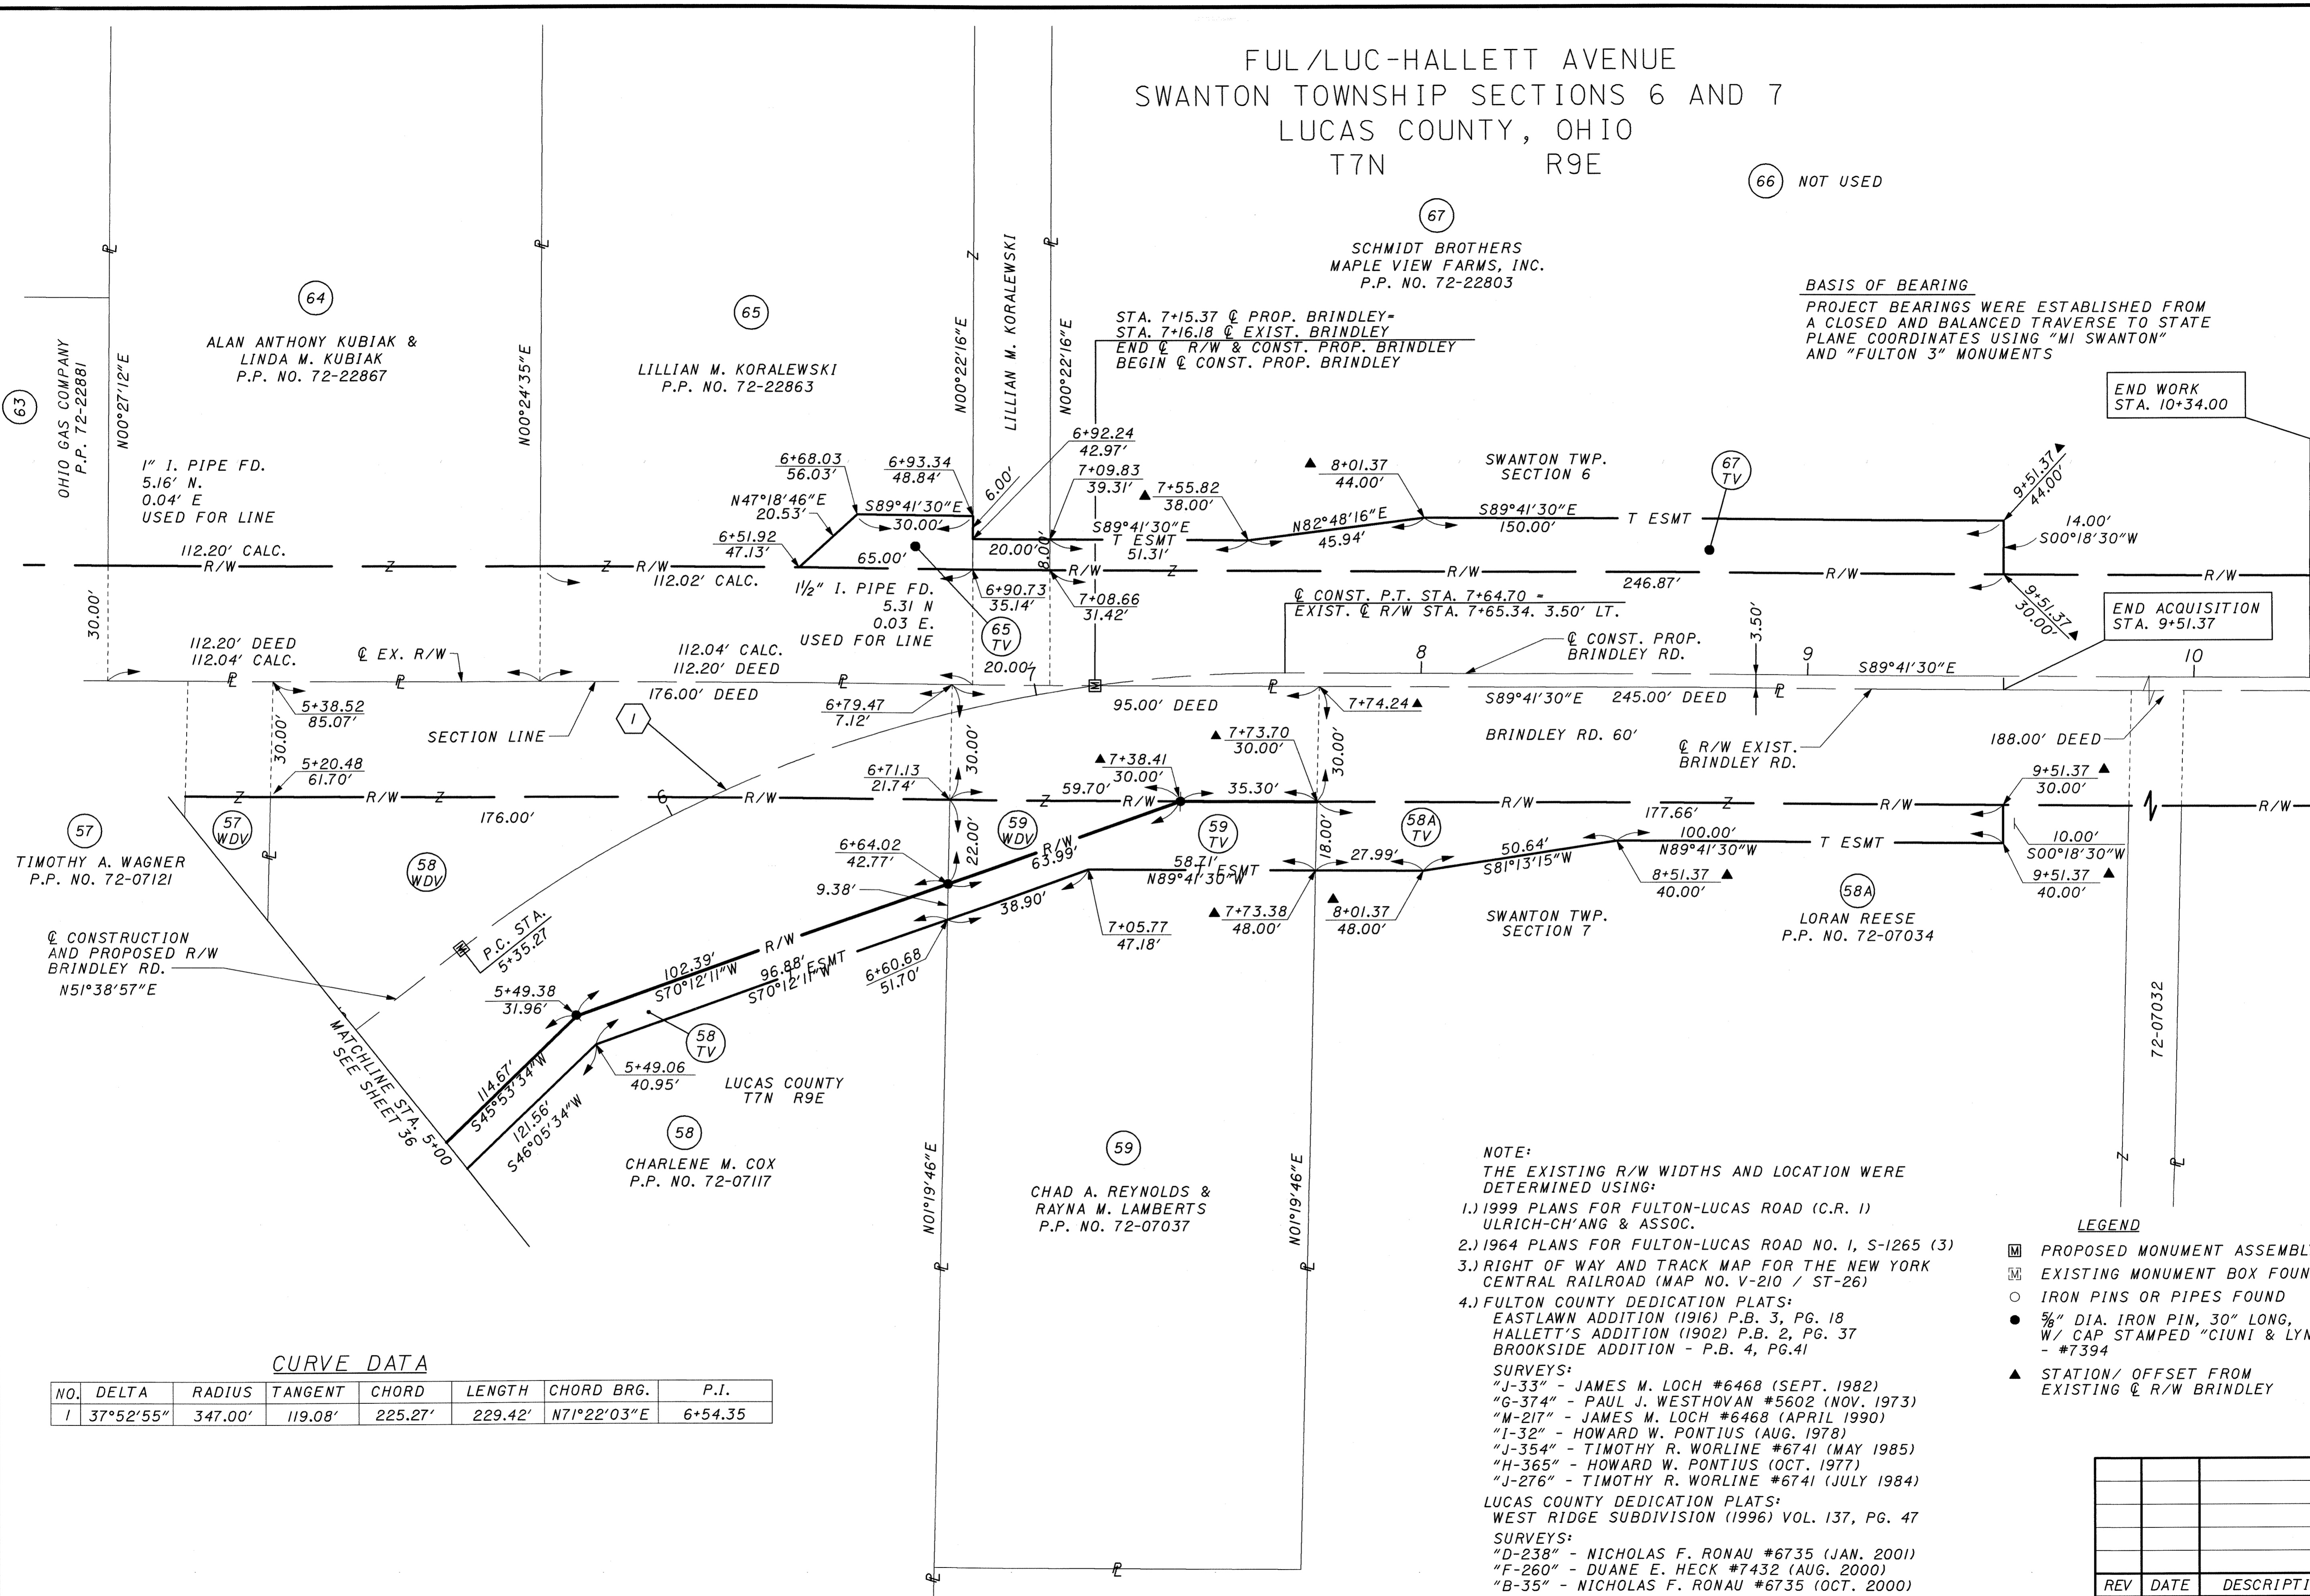 FUL/LUC-HALLETT AVENUE
SWANTON TOWNSHIP SECTIONS 6 AND 7
LUCAS COUNTY, OHIO
T7N R9E
66 NOT USED
67
SCHMIDT BROTHERS
MAPLE VIEW FARMS, INC.
P.P. NO. 72-22803
BASIS OF BEARING
PROJECT BEARINGS WERE ESTABLISHED FROM
A CLOSED AND BALANCED TRAVERSE TO STATE
PLANE COORDINATES USING "MI SWANTON"
AND "FULTON 3" MONUMENTS
END WORK
STA. 10+34.00
63
OHIO GAS COMPANY
P.P. 72-22881
N00°27'12"E
64
ALAN ANTHONY KUBIAK &
LINDA M. KUBIAK
P.P. NO. 72-22867
1" I. PIPE FD.
5.16' N.
0.04' E
USED FOR LINE
N00°24'35"E
65
LILLIAN M. KORALEWSKI
P.P. NO. 72-22863
N00°22'16"E
LILLIAN M. KORALEWSKI
N00°22'16"E
STA. 7+15.37 ℄ PROP. BRINDLEY=
STA. 7+16.18 ℄ EXIST. BRINDLEY
END ℄ R/W & CONST. PROP. BRINDLEY
BEGIN ℄ CONST. PROP. BRINDLEY
6+68.03
56.03'
6+93.34
48.84'
6.00'
6+92.24
42.97'
7+09.83
39.31'
▲ 7+55.82
38.00'
▲ 8+01.37
44.00'
SWANTON TWP.
SECTION 6
67
TV
9+51.37 ▲
44.00'
N47°18'46"E
20.53'
S89°41'30"E
30.00'
6+51.92
47.13'
65.00'
20.00'
8.00'
S89°41'30"E
T ESMT
51.31'
N82°48'16"E
45.94'
S89°41'30"E
150.00'
T ESMT
14.00'
S00°18'30"W
112.20' CALC.
R/W
Z
Z
R/W
112.02' CALC.
R/W
Z
R/W
246.87'
R/W
R/W
30.00'
1½" I. PIPE FD.
5.31 N
0.03 E.
USED FOR LINE
6+90.73
35.14'
7+08.66
31.42'
65
TV
℄ CONST. P.T. STA. 7+64.70 =
EXIST. ℄ R/W STA. 7+65.34. 3.50' LT.
9+51.37 ▲
30.00'
END ACQUISITION
STA. 9+51.37
112.20' DEED
112.04' CALC.
℄ EX. R/W
112.04' CALC.
112.20' DEED
176.00' DEED
20.00'
7
8
℄ CONST. PROP.
BRINDLEY RD.
3.50'
9
S89°41'30"E
10
5+38.52
85.07'
30.00'
SECTION LINE
1
6+79.47
7.12'
95.00' DEED
7+74.24 ▲
S89°41'30"E 245.00' DEED
BRINDLEY RD. 60'
℄ R/W EXIST.
BRINDLEY RD.
188.00' DEED
5+20.48
61.70'
6+71.13
21.74'
30.00'
▲ 7+38.41
30.00'
▲ 7+73.70
30.00'
30.00'
9+51.37 ▲
30.00'
Z
R/W
Z
176.00'
6
R/W
59.70'
Z
R/W
35.30'
R/W
177.66'
Z
R/W
R/W
57
TIMOTHY A. WAGNER
P.P. NO. 72-07121
57
WDV
58
WDV
6+64.02
42.77'
22.00'
59
WDV
R/W
63.99'
59
TV
18.00'
58A
TV
100.00'
N89°41'30"W
T ESMT
10.00'
S00°18'30"W
9.38'
58.71'
T ESMT
N89°41'30"W
27.99'
50.64'
S81°13'15"W
8+51.37 ▲
40.00'
9+51.37 ▲
40.00'
38.90'
7+05.77
47.18'
▲ 7+73.38
48.00'
▲
8+01.37
48.00'
SWANTON TWP.
SECTION 7
58A
LORAN REESE
P.P. NO. 72-07034
℄ CONSTRUCTION
AND PROPOSED R/W
BRINDLEY RD.
N51°38'57"E
P.C. STA.
5+35.27
102.39'
R/W
S70°12'11"W
96.88'
T ESMT
S70°12'11"W
6+60.68
51.70'
5+49.38
31.96'
MATCHLINE STA. 5+00
SEE SHEET 36
114.67'
S45°53'34"W
121.56'
S46°05'34"W
58
TV
5+49.06
40.95'
LUCAS COUNTY
T7N R9E
72-07032
58
CHARLENE M. COX
P.P. NO. 72-07117
N01°19'46"E
59
CHAD A. REYNOLDS &
RAYNA M. LAMBERTS
P.P. NO. 72-07037
N01°19'46"E
NOTE:
THE EXISTING R/W WIDTHS AND LOCATION WERE
DETERMINED USING:
1.) 1999 PLANS FOR FULTON-LUCAS ROAD (C.R. 1)
ULRICH-CH'ANG & ASSOC.
2.) 1964 PLANS FOR FULTON-LUCAS ROAD NO. 1, S-1265 (3)
3.) RIGHT OF WAY AND TRACK MAP FOR THE NEW YORK
CENTRAL RAILROAD (MAP NO. V-210 / ST-26)
4.) FULTON COUNTY DEDICATION PLATS:
EASTLAWN ADDITION (1916) P.B. 3, PG. 18
HALLETT'S ADDITION (1902) P.B. 2, PG. 37
BROOKSIDE ADDITION - P.B. 4, PG.41
SURVEYS:
"J-33" - JAMES M. LOCH #6468 (SEPT. 1982)
"G-374" - PAUL J. WESTHOVAN #5602 (NOV. 1973)
"M-217" - JAMES M. LOCH #6468 (APRIL 1990)
"I-32" - HOWARD W. PONTIUS (AUG. 1978)
"J-354" - TIMOTHY R. WORLINE #6741 (MAY 1985)
"H-365" - HOWARD W. PONTIUS (OCT. 1977)
"J-276" - TIMOTHY R. WORLINE #6741 (JULY 1984)
LUCAS COUNTY DEDICATION PLATS:
WEST RIDGE SUBDIVISION (1996) VOL. 137, PG. 47
SURVEYS:
"D-238" - NICHOLAS F. RONAU #6735 (JAN. 2001)
"F-260" - DUANE E. HECK #7432 (AUG. 2000)
"B-35" - NICHOLAS F. RONAU #6735 (OCT. 2000)
LEGEND
M PROPOSED MONUMENT ASSEMBL
M EXISTING MONUMENT BOX FOUN
○ IRON PINS OR PIPES FOUND
● ⅝" DIA. IRON PIN, 30" LONG,
W/ CAP STAMPED "CIUNI & LYN
- #7394
▲ STATION/ OFFSET FROM
EXISTING ℄ R/W BRINDLEY
CURVE DATA
NO. DELTA RADIUS TANGENT CHORD LENGTH CHORD BRG. P.I.
1 37°52'55" 347.00' 119.08' 225.27' 229.42' N71°22'03"E 6+54.35
REV DATE DESCRIPTI